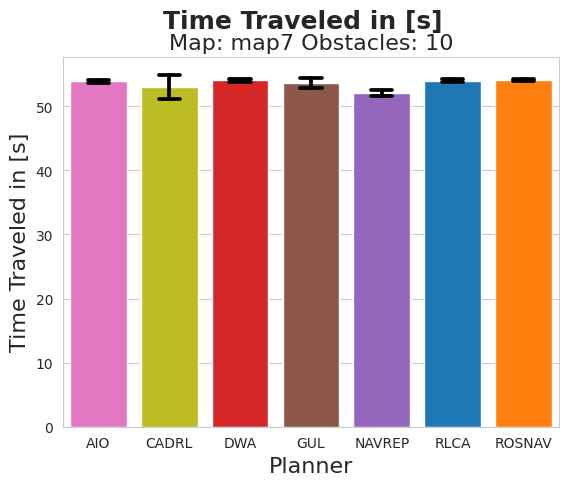 Time Traveled in [s]
Map: map7 Obstacles: 10
Time Traveled in [s]
50
40
30
20
10
0
AIO CADRL DWA GUL NAVREP RLCA ROSNAV
Planner